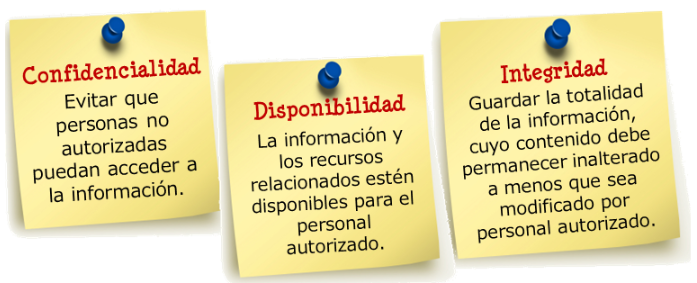 Confidencialidad
Evitar que
personas no
autorizadas
puedan acceder a
la información.
Disponibilidad
La información y
los recursos
relacionados estén
disponibles para el
personal
autorizado.
Integridad
Guardar la totalidad
de la información,
cuyo contenido debe
permanecer inalterado
a menos que sea
modificado por
personal autorizado.